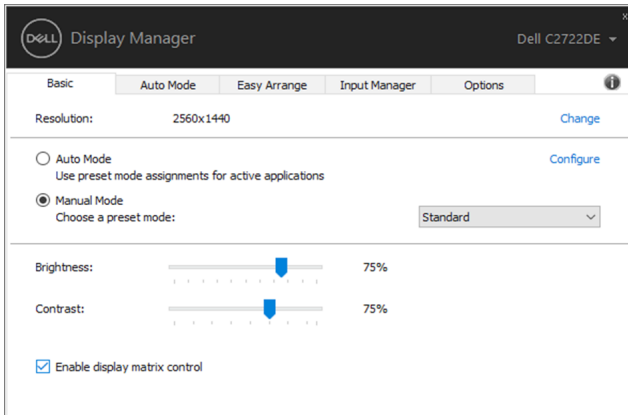 DELL Display Manager Dell C2722DE
x
Basic Auto Mode Easy Arrange Input Manager Options i
Resolution: 2560x1440 Change
Auto Mode Configure
Use preset mode assignments for active applications
Manual Mode
Choose a preset mode: Standard
Brightness: 75%
Contrast: 75%
Enable display matrix control